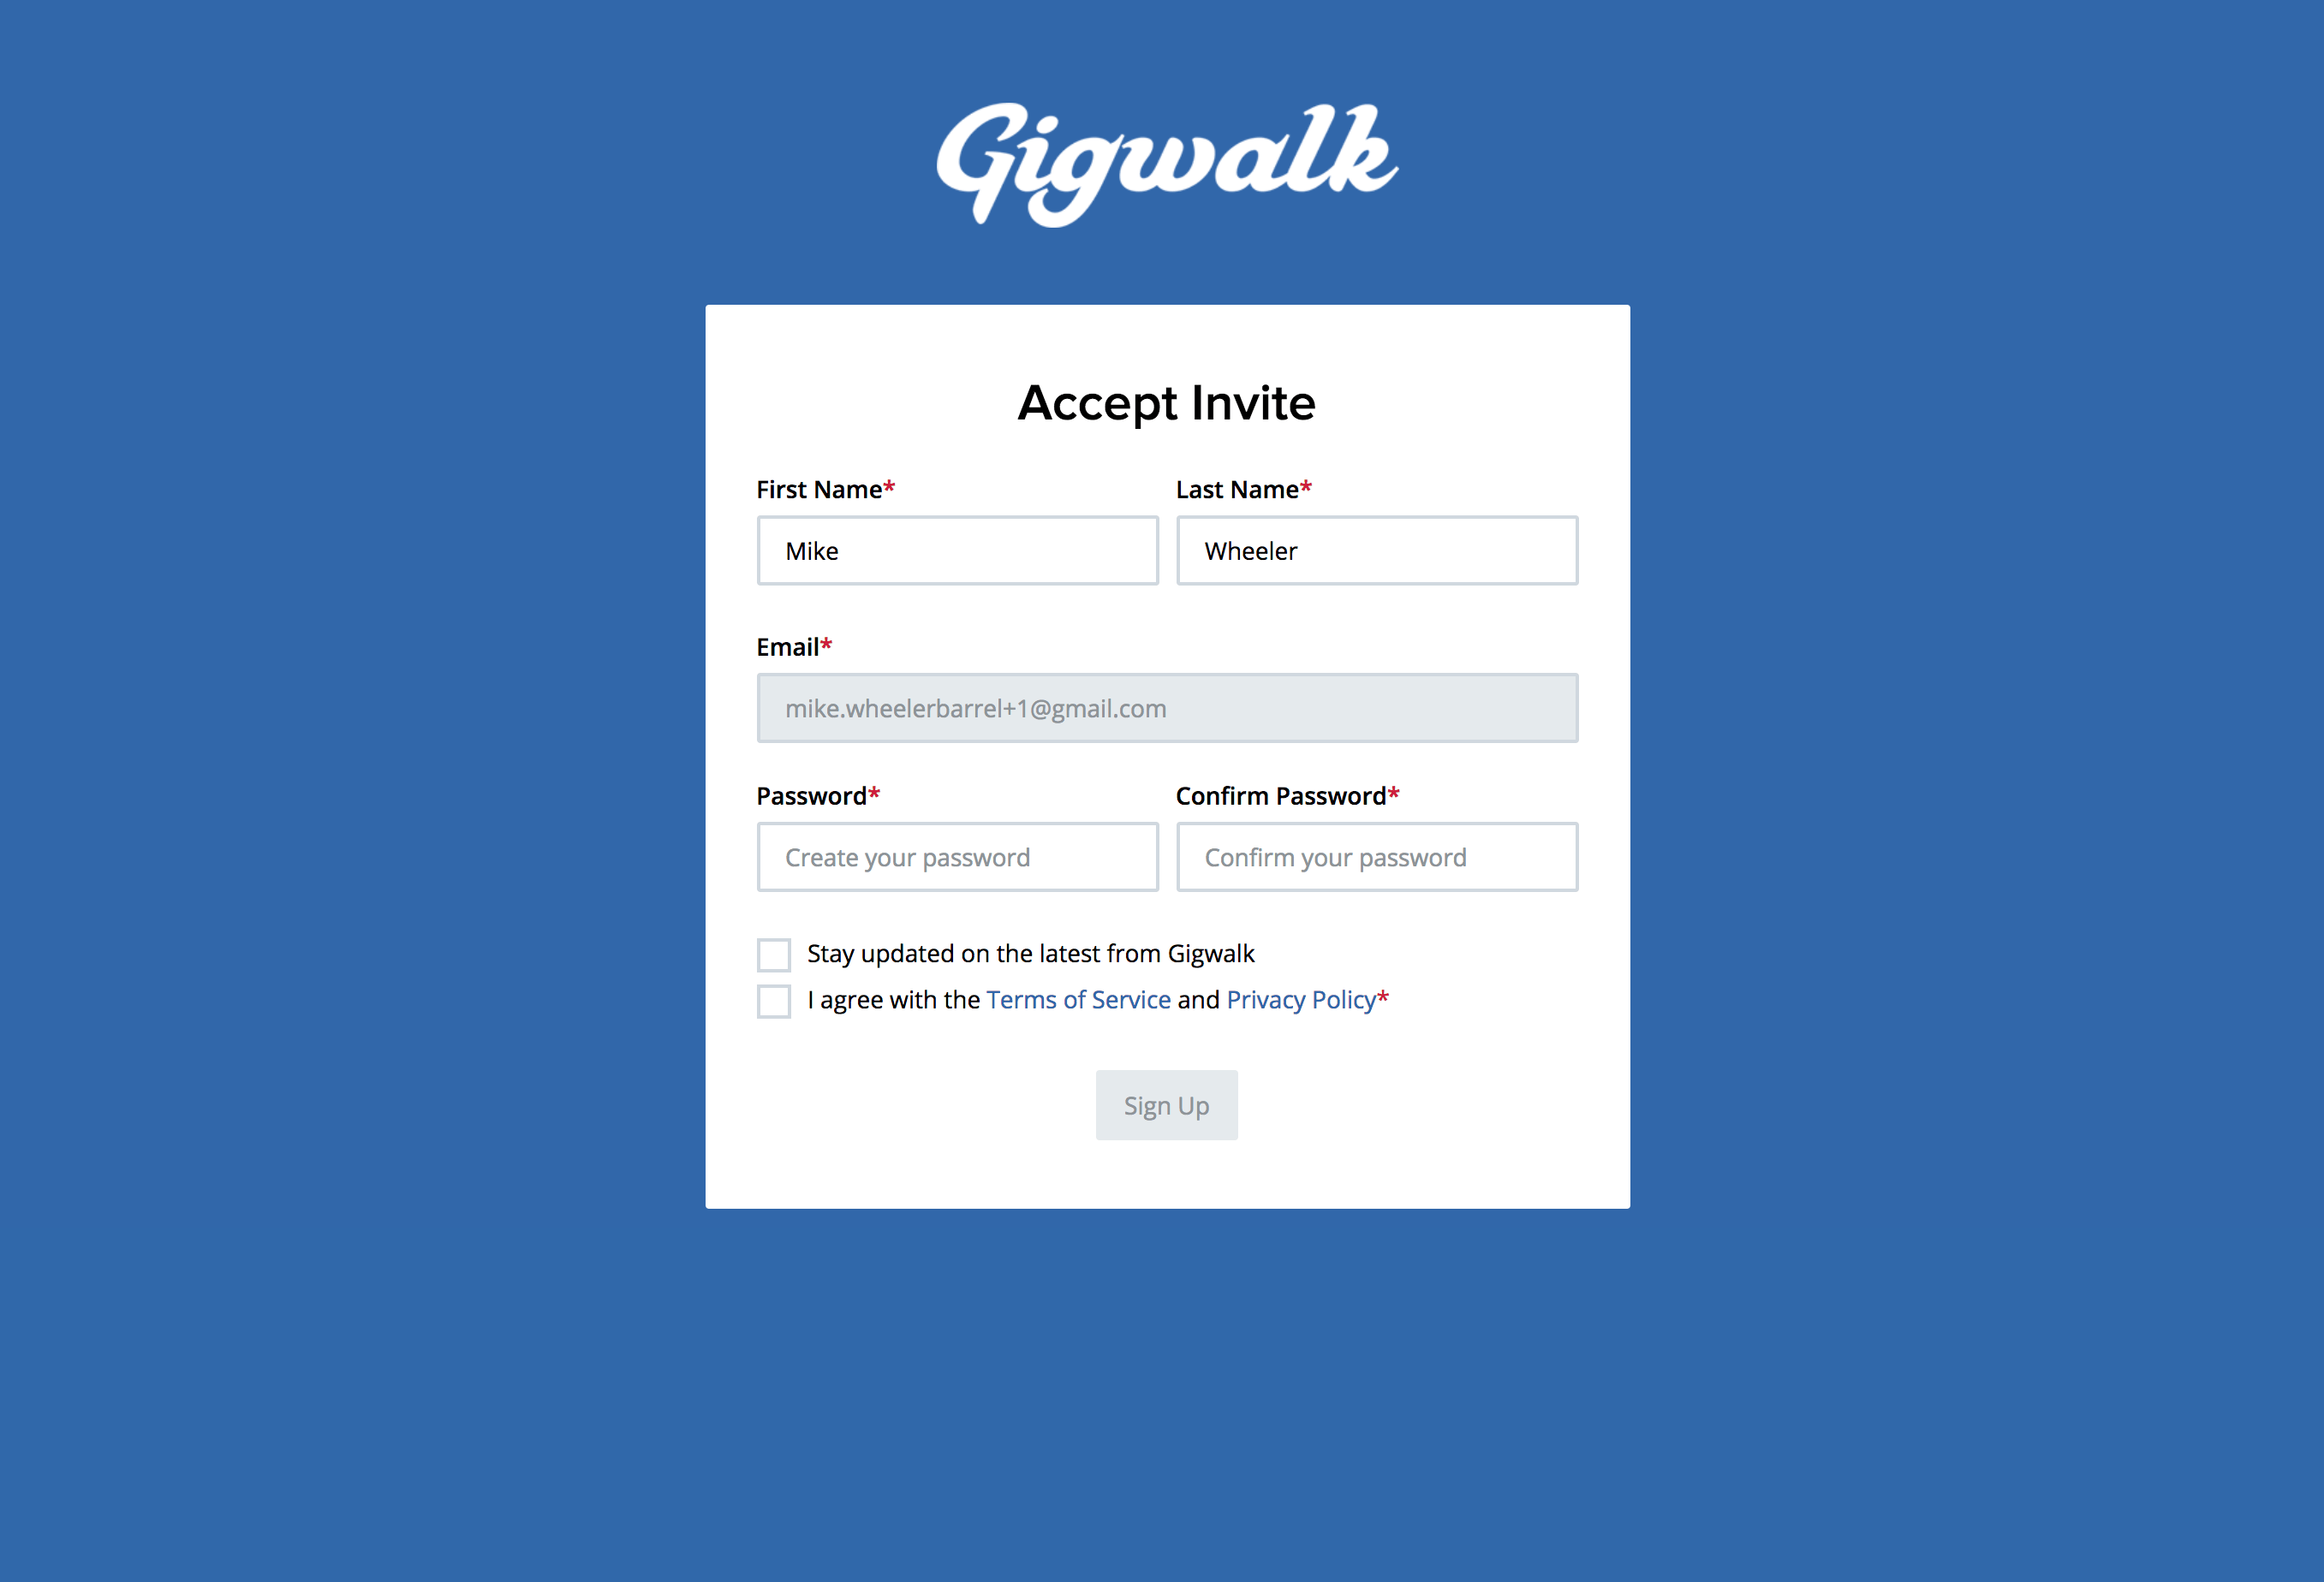 Gigwalk
Accept Invite
First Name* Last Name*
Mike Wheeler
Email*
mike.wheelerbarrel+1@gmail.com
Password* Confirm Password*
Create your password Confirm your password
Stay updated on the latest from Gigwalk
I agree with the Terms of Service and Privacy Policy*
Sign Up